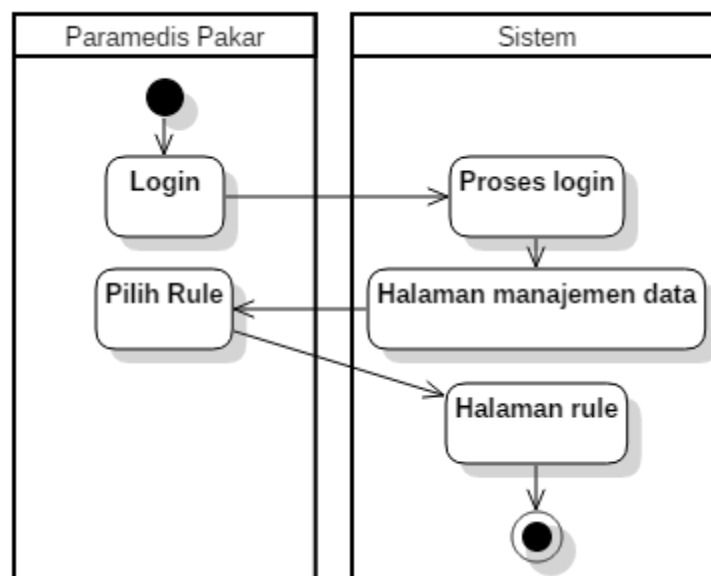 Paramedis Pakar
Sistem
Login
Proses login
Pilih Rule
Halaman manajemen data
Halaman rule